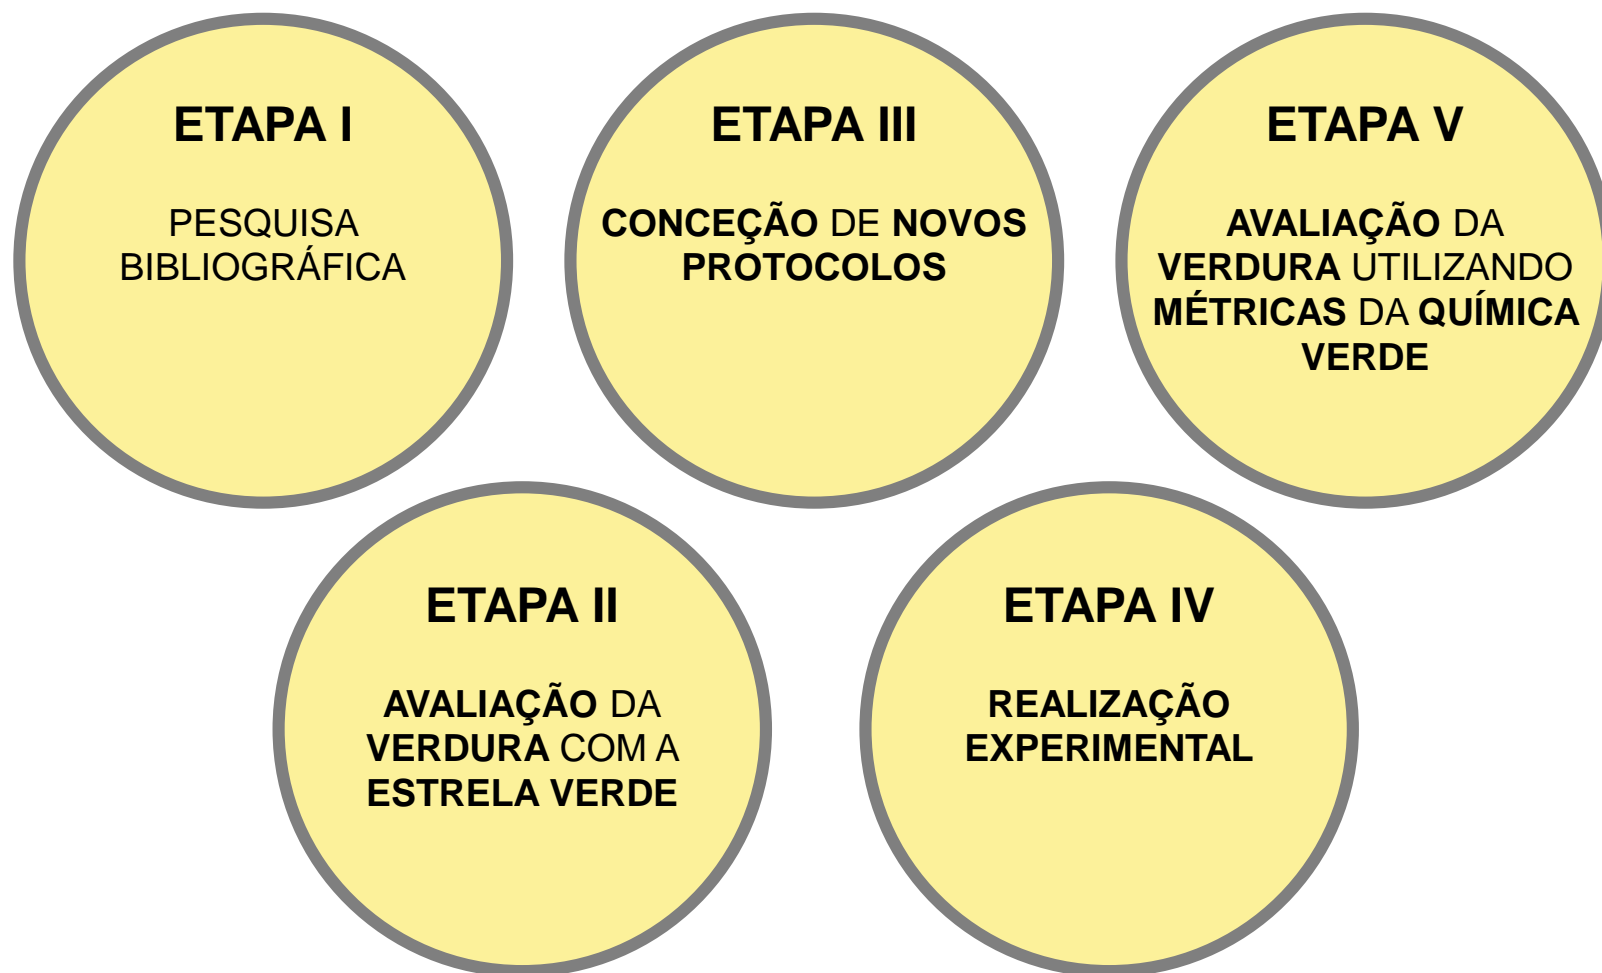 ETAPA I
PESQUISA
BIBLIOGRÁFICA
ETAPA II
AVALIAÇÃO DA
VERDURA COM A
ESTRELA VERDE
ETAPA III
CONCEÇÃO DE NOVOS
PROTOCOLOS
ETAPA IV
REALIZAÇÃO
EXPERIMENTAL
ETAPA V
AVALIAÇÃO DA
VERDURA UTILIZANDO
MÉTRICAS DA QUÍMICA
VERDE